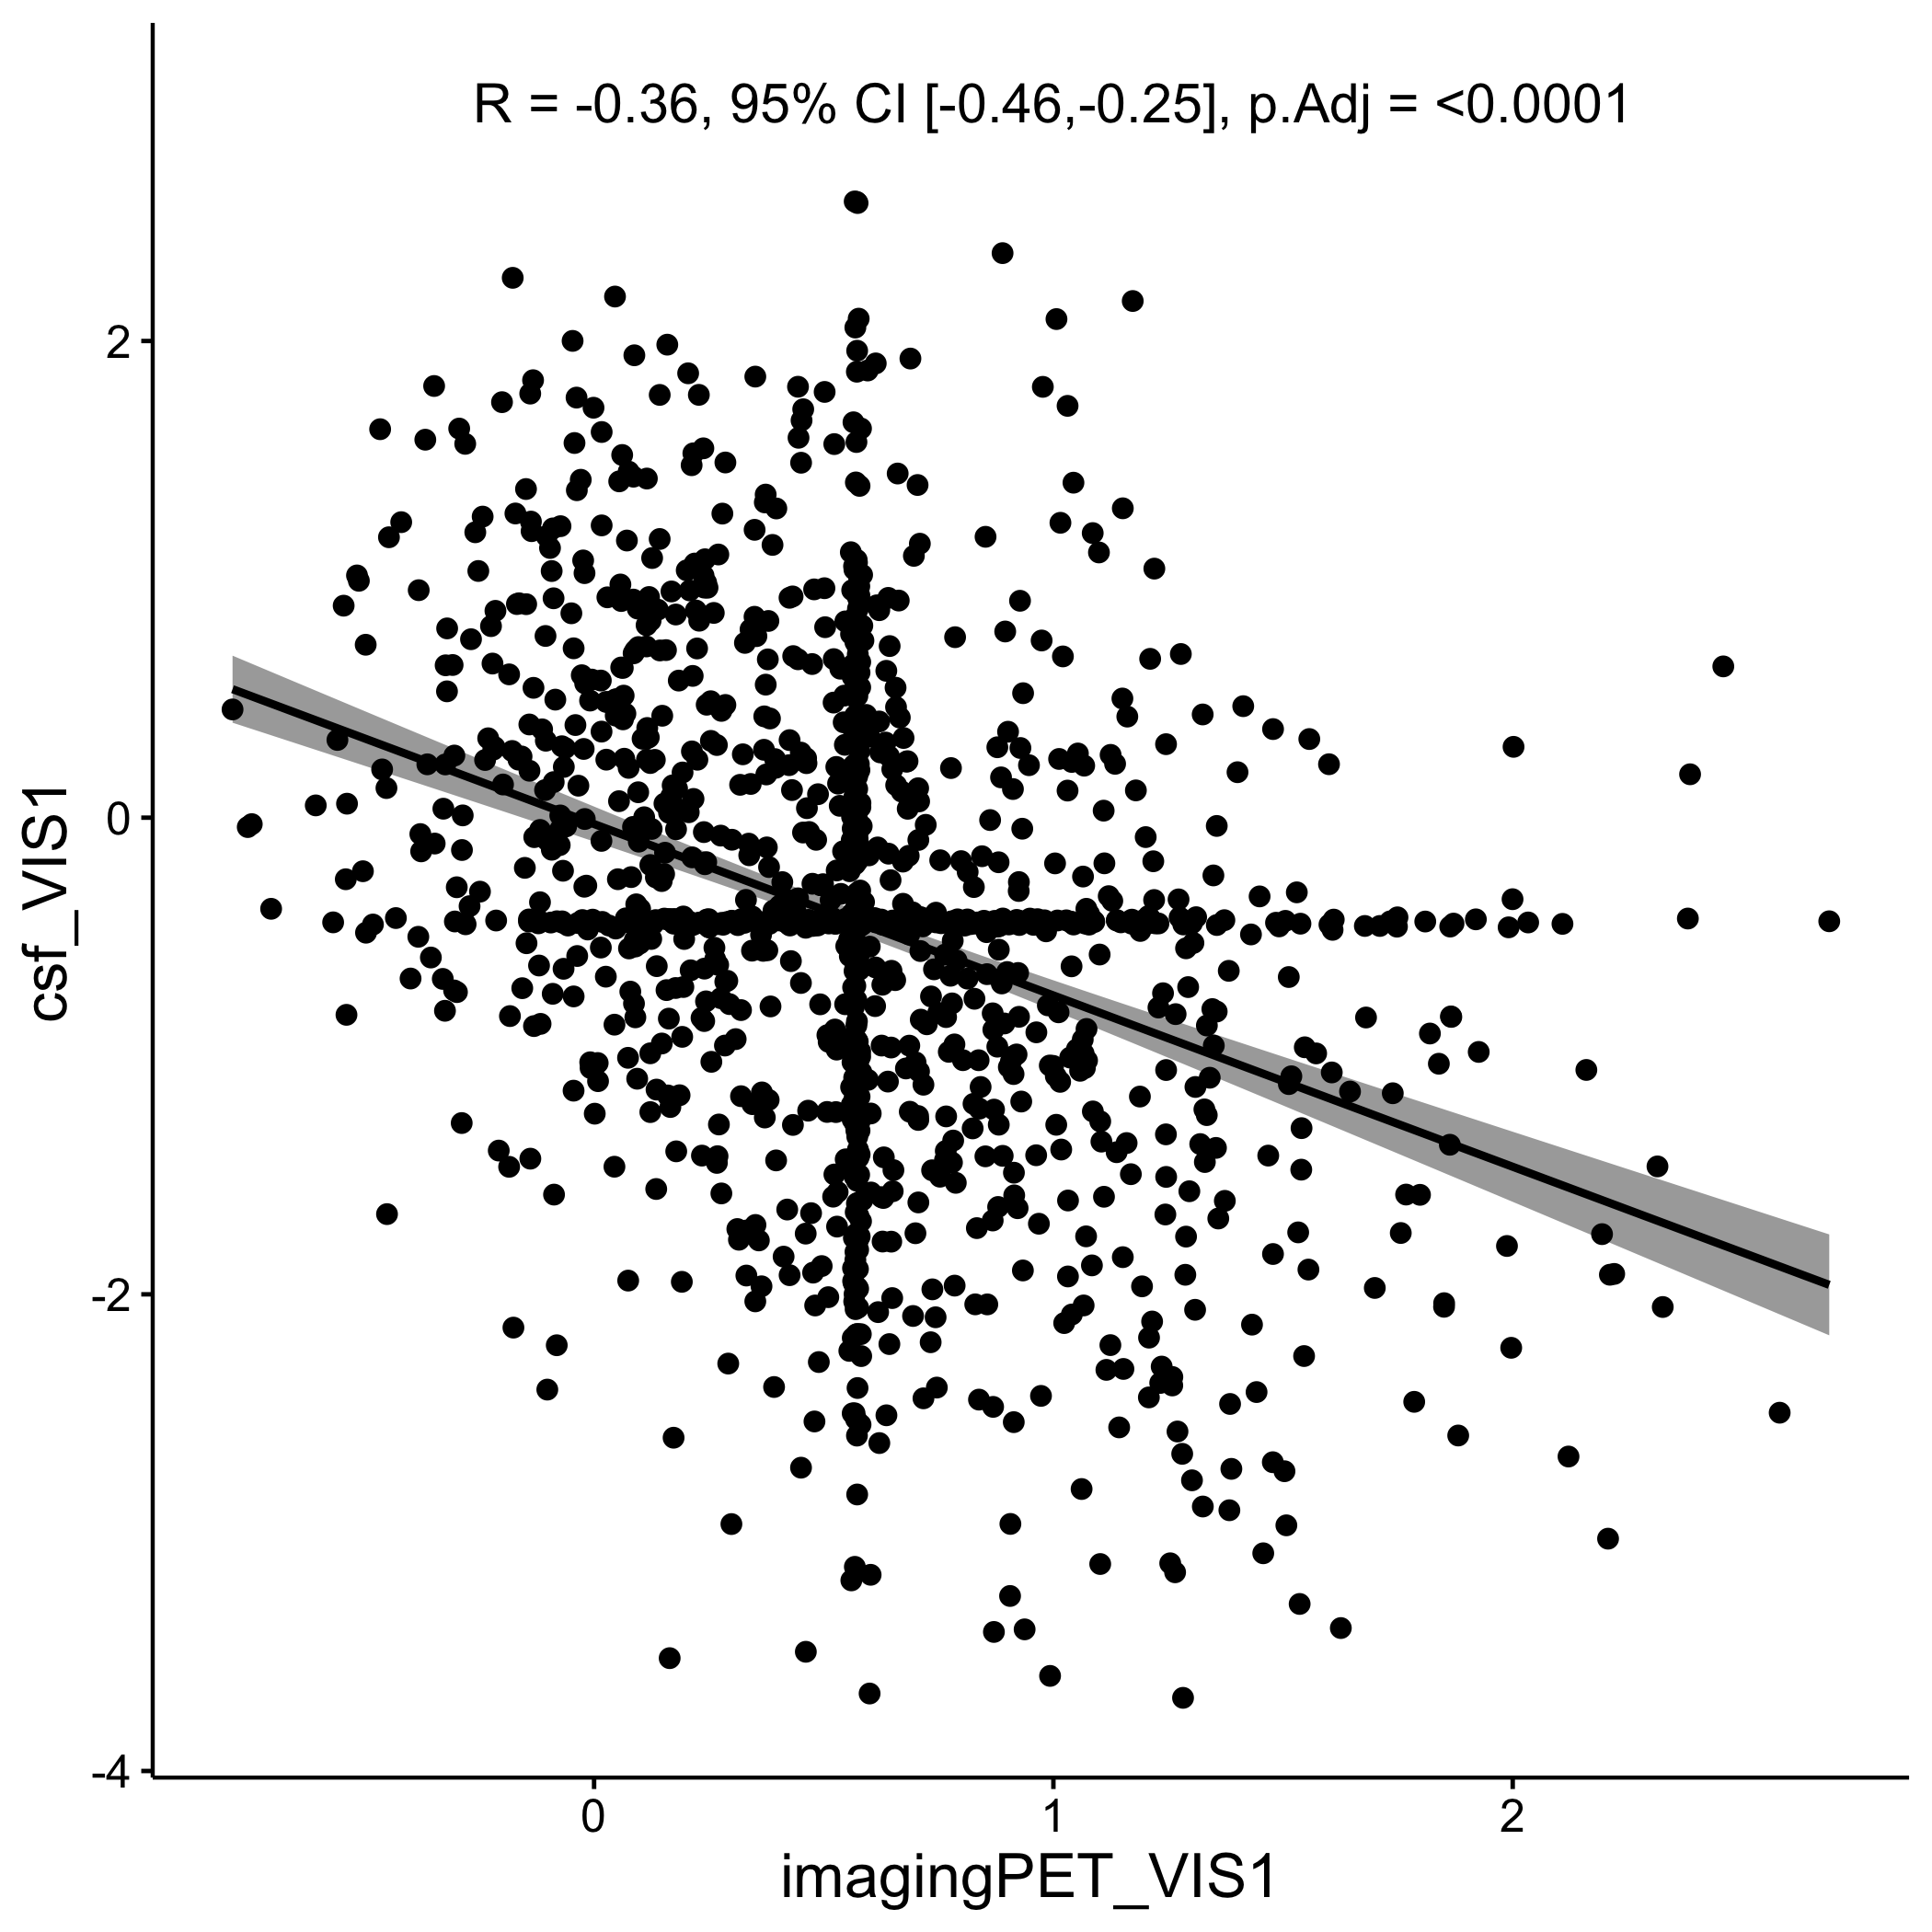 R = -0.36, 95% CI [-0.46,-0.25], p.Adj = <0.0001
2
0
-2
-4
csf_VIS1
0 1 2
imagingPET_VIS1